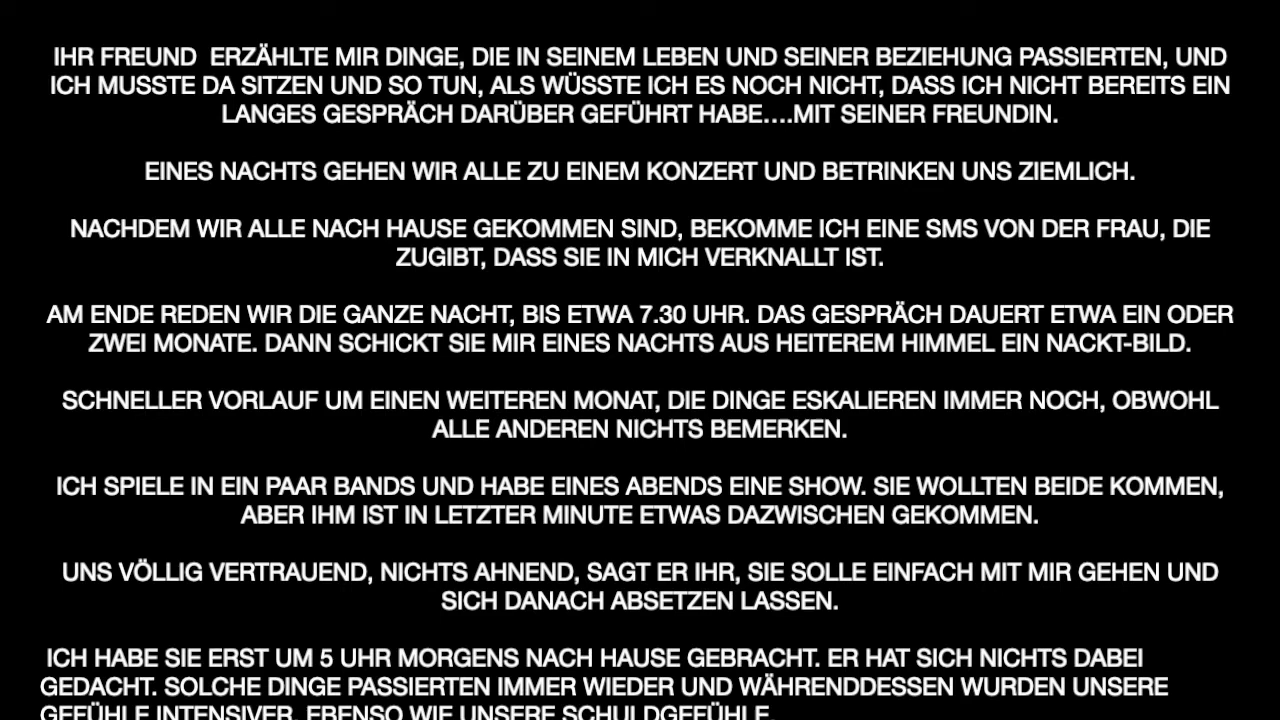 IHR FREUND  ERZÄHLTE MIR DINGE, DIE IN SEINEM LEBEN UND SEINER BEZIEHUNG PASSIERTEN, UND
ICH MUSSTE DA SITZEN UND SO TUN, ALS WÜSSTE ICH ES NOCH NICHT, DASS ICH NICHT BEREITS EIN
LANGES GESPRÄCH DARÜBER GEFÜHRT HABE....MIT SEINER FREUNDIN.
EINES NACHTS GEHEN WIR ALLE ZU EINEM KONZERT UND BETRINKEN UNS ZIEMLICH.
NACHDEM WIR ALLE NACH HAUSE GEKOMMEN SIND, BEKOMME ICH EINE SMS VON DER FRAU, DIE
ZUGIBT, DASS SIE IN MICH VERKNALLT IST.
AM ENDE REDEN WIR DIE GANZE NACHT, BIS ETWA 7.30 UHR. DAS GESPRÄCH DAUERT ETWA EIN ODER
ZWEI MONATE. DANN SCHICKT SIE MIR EINES NACHTS AUS HEITEREM HIMMEL EIN NACKT-BILD.
SCHNELLER VORLAUF UM EINEN WEITEREN MONAT, DIE DINGE ESKALIEREN IMMER NOCH, OBWOHL
ALLE ANDEREN NICHTS BEMERKEN.
ICH SPIELE IN EIN PAAR BANDS UND HABE EINES ABENDS EINE SHOW. SIE WOLLTEN BEIDE KOMMEN,
ABER IHM IST IN LETZTER MINUTE ETWAS DAZWISCHEN GEKOMMEN.
UNS VÖLLIG VERTRAUEND, NICHTS AHNEND, SAGT ER IHR, SIE SOLLE EINFACH MIT MIR GEHEN UND
SICH DANACH ABSETZEN LASSEN.
ICH HABE SIE ERST UM 5 UHR MORGENS NACH HAUSE GEBRACHT. ER HAT SICH NICHTS DABEI
GEDACHT. SOLCHE DINGE PASSIERTEN IMMER WIEDER UND WÄHRENDDESSEN WURDEN UNSERE
GEFÜHLE INTENSIVER, EBENSO WIE UNSERE SCHULDGEFÜHLE.